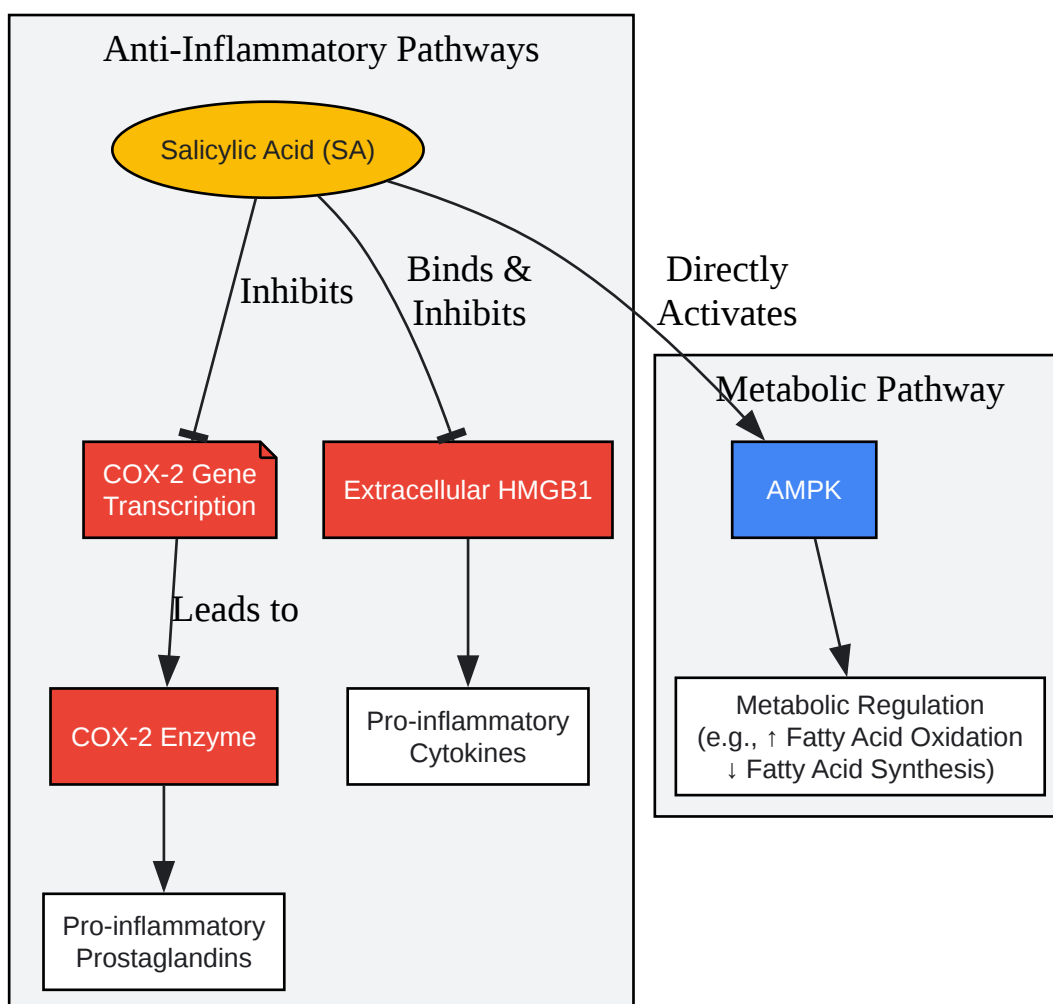 Anti-Inflammatory Pathways
Salicylic Acid (SA)
Inhibits
Binds &
Inhibits
Directly
Activates
Metabolic Pathway
COX-2 Gene
Transcription
Extracellular HMGB1
AMPK
Leads to
COX-2 Enzyme
Pro-inflammatory
Cytokines
Metabolic Regulation
(e.g., ↑ Fatty Acid Oxidation
↓ Fatty Acid Synthesis)
Pro-inflammatory
Prostaglandins